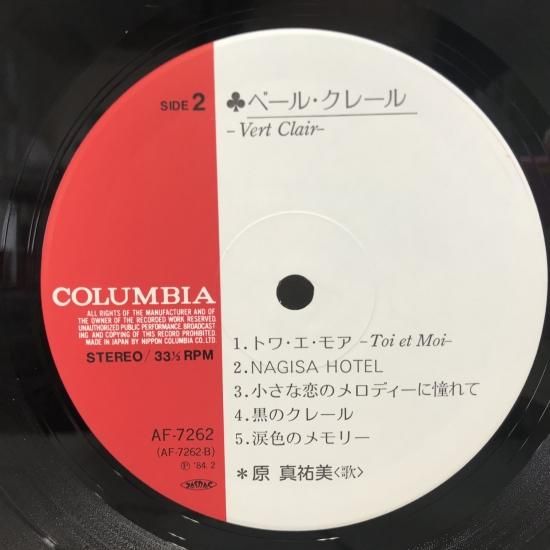 SIDE 2
♣ベール・クレール
-Vert Clair-
COLUMBIA
ALL RIGHTS OF THE MANUFACTURER AND OF
THE OWNER OF THE RECORDED WORK RESERVED.
UNAUTHORIZED PUBLIC PERFORMANCE, BROADCAST
ING AND COPYING OF THIS RECORD PROHIBITED.
MADE IN JAPAN BY NIPPON COLUMBIA CO. LTD.
STEREO / 33⅓ RPM
1.トワ・エ・モア -Toi et Moi-
2.NAGISA HOTEL
3.小さな恋のメロディーに憧れて
4.黒のクレール
5.涙色のメモリー
AF-7262
(AF-7262-B)
Ⓟ '84. 2
JASRAC
*原 真祐美〈歌〉